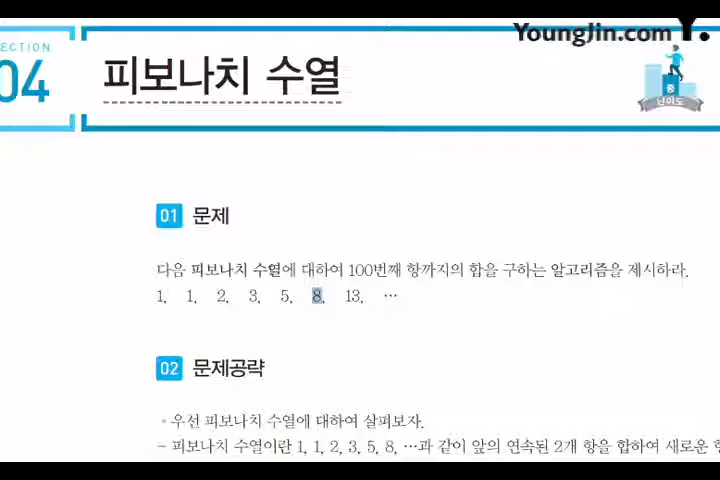 YoungJin.com Y.
ECTION
04
피보나치 수열
중
난이도
01 문제
다음 피보나치 수열에 대하여 100번째 항까지의 합을 구하는 알고리즘을 제시하라.
1, 1, 2, 3, 5, 8, 13, …
02 문제공략
◦우선 피보나치 수열에 대하여 살펴보자.
- 피보나치 수열이란 1, 1, 2, 3, 5, 8, …과 같이 앞의 연속된 2개 항을 합하여 새로운